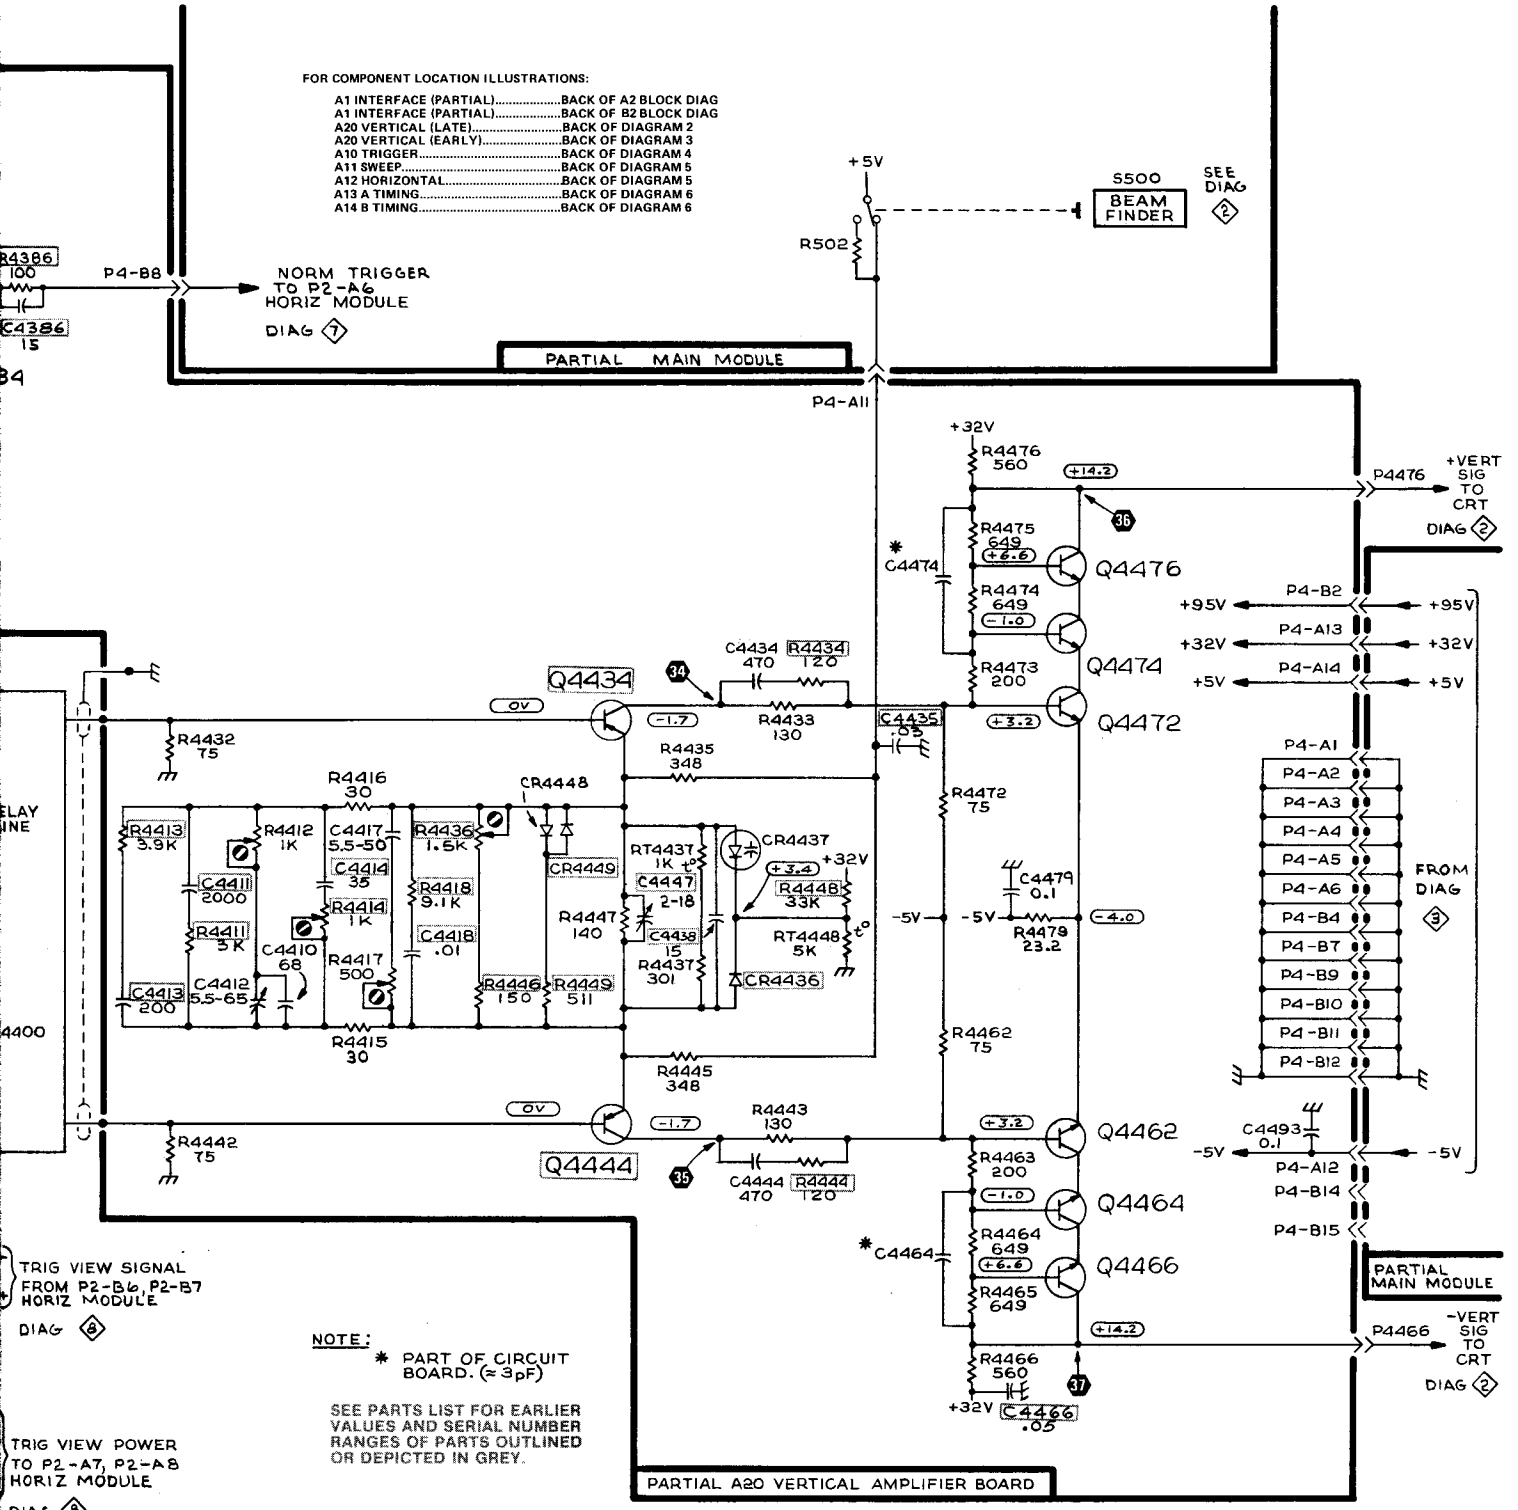 FOR COMPONENT LOCATION ILLUSTRATIONS:
A1 INTERFACE (PARTIAL)..................BACK OF A2 BLOCK DIAG
A1 INTERFACE (PARTIAL)..................BACK OF B2 BLOCK DIAG
A20 VERTICAL (LATE).........................BACK OF DIAGRAM 2
A20 VERTICAL (EARLY)......................BACK OF DIAGRAM 3
A10 TRIGGER........................................BACK OF DIAGRAM 4
A11 SWEEP............................................BACK OF DIAGRAM 5
A12 HORIZONTAL................................BACK OF DIAGRAM 5
A13 A TIMING.......................................BACK OF DIAGRAM 6
A14 B TIMING.......................................BACK OF DIAGRAM 6
+5V
S500
BEAM
FINDER
SEE
DIAG
2
R502
R4386
100
C4386
15
34
P4-B8
NORM TRIGGER
TO P2-A6
HORIZ MODULE
DIAG 7
PARTIAL MAIN MODULE
P4-A11
+32V
R4476
560
+14.2
36
P4476
+VERT
SIG
TO
CRT
DIAG 2
R4475
649
+6.6
*
C4474
Q4476
R4474
649
-1.0
Q4474
R4473
200
+3.2
Q4472
P4-B2
+95V
+95V
P4-A13
+32V
+32V
P4-A14
+5V
+5V
Q4434
0V
-1.7
34
C4434
470
R4434
120
R4433
130
C4435
.05
R4432
75
R4435
348
ELAY
INE
4400
R4413
3.9K
C4413
200
C4411
2000
R4411
3K
R4412
1K
C4412
5.5-65
C4410
68
R4416
30
C4417
5.5-50
C4414
35
R4414
1K
R4417
500
R4415
30
R4418
9.1K
C4418
.01
R4436
1.5K
R4446
150
CR4448
CR4449
R4449
511
R4447
140
RT4437
1K
t°
C4447
2-18
C4438
15
R4437
301
CR4437
+3.4
+32V
R4448
33K
RT4448
5K
t°
CR4436
R4472
75
-5V
-5V
C4479
0.1
R4479
23.2
-4.0
R4462
75
R4445
348
P4-A1
P4-A2
P4-A3
P4-A4
P4-A5
P4-A6
P4-B4
P4-B7
P4-B9
P4-B10
P4-B11
P4-B12
FROM
DIAG
3
C4493
0.1
-5V
-5V
P4-A12
P4-B14
P4-B15
PARTIAL
MAIN MODULE
0V
Q4444
-1.7
35
R4443
130
C4444
470
R4444
120
R4442
75
+3.2
Q4462
R4463
200
-1.0
Q4464
*
C4464
R4464
649
+6.6
Q4466
R4465
649
+14.2
R4466
560
37
+32V
C4466
.05
P4466
-VERT
SIG
TO
CRT
DIAG 2
TRIG VIEW SIGNAL
FROM P2-B6, P2-B7
HORIZ MODULE
DIAG 8
TRIG VIEW POWER
TO P2-A7, P2-A8
HORIZ MODULE
DIAG 8
NOTE:
* PART OF CIRCUIT
BOARD. (≈ 3pF)
SEE PARTS LIST FOR EARLIER
VALUES AND SERIAL NUMBER
RANGES OF PARTS OUTLINED
OR DEPICTED IN GREY.
PARTIAL A20 VERTICAL AMPLIFIER BOARD